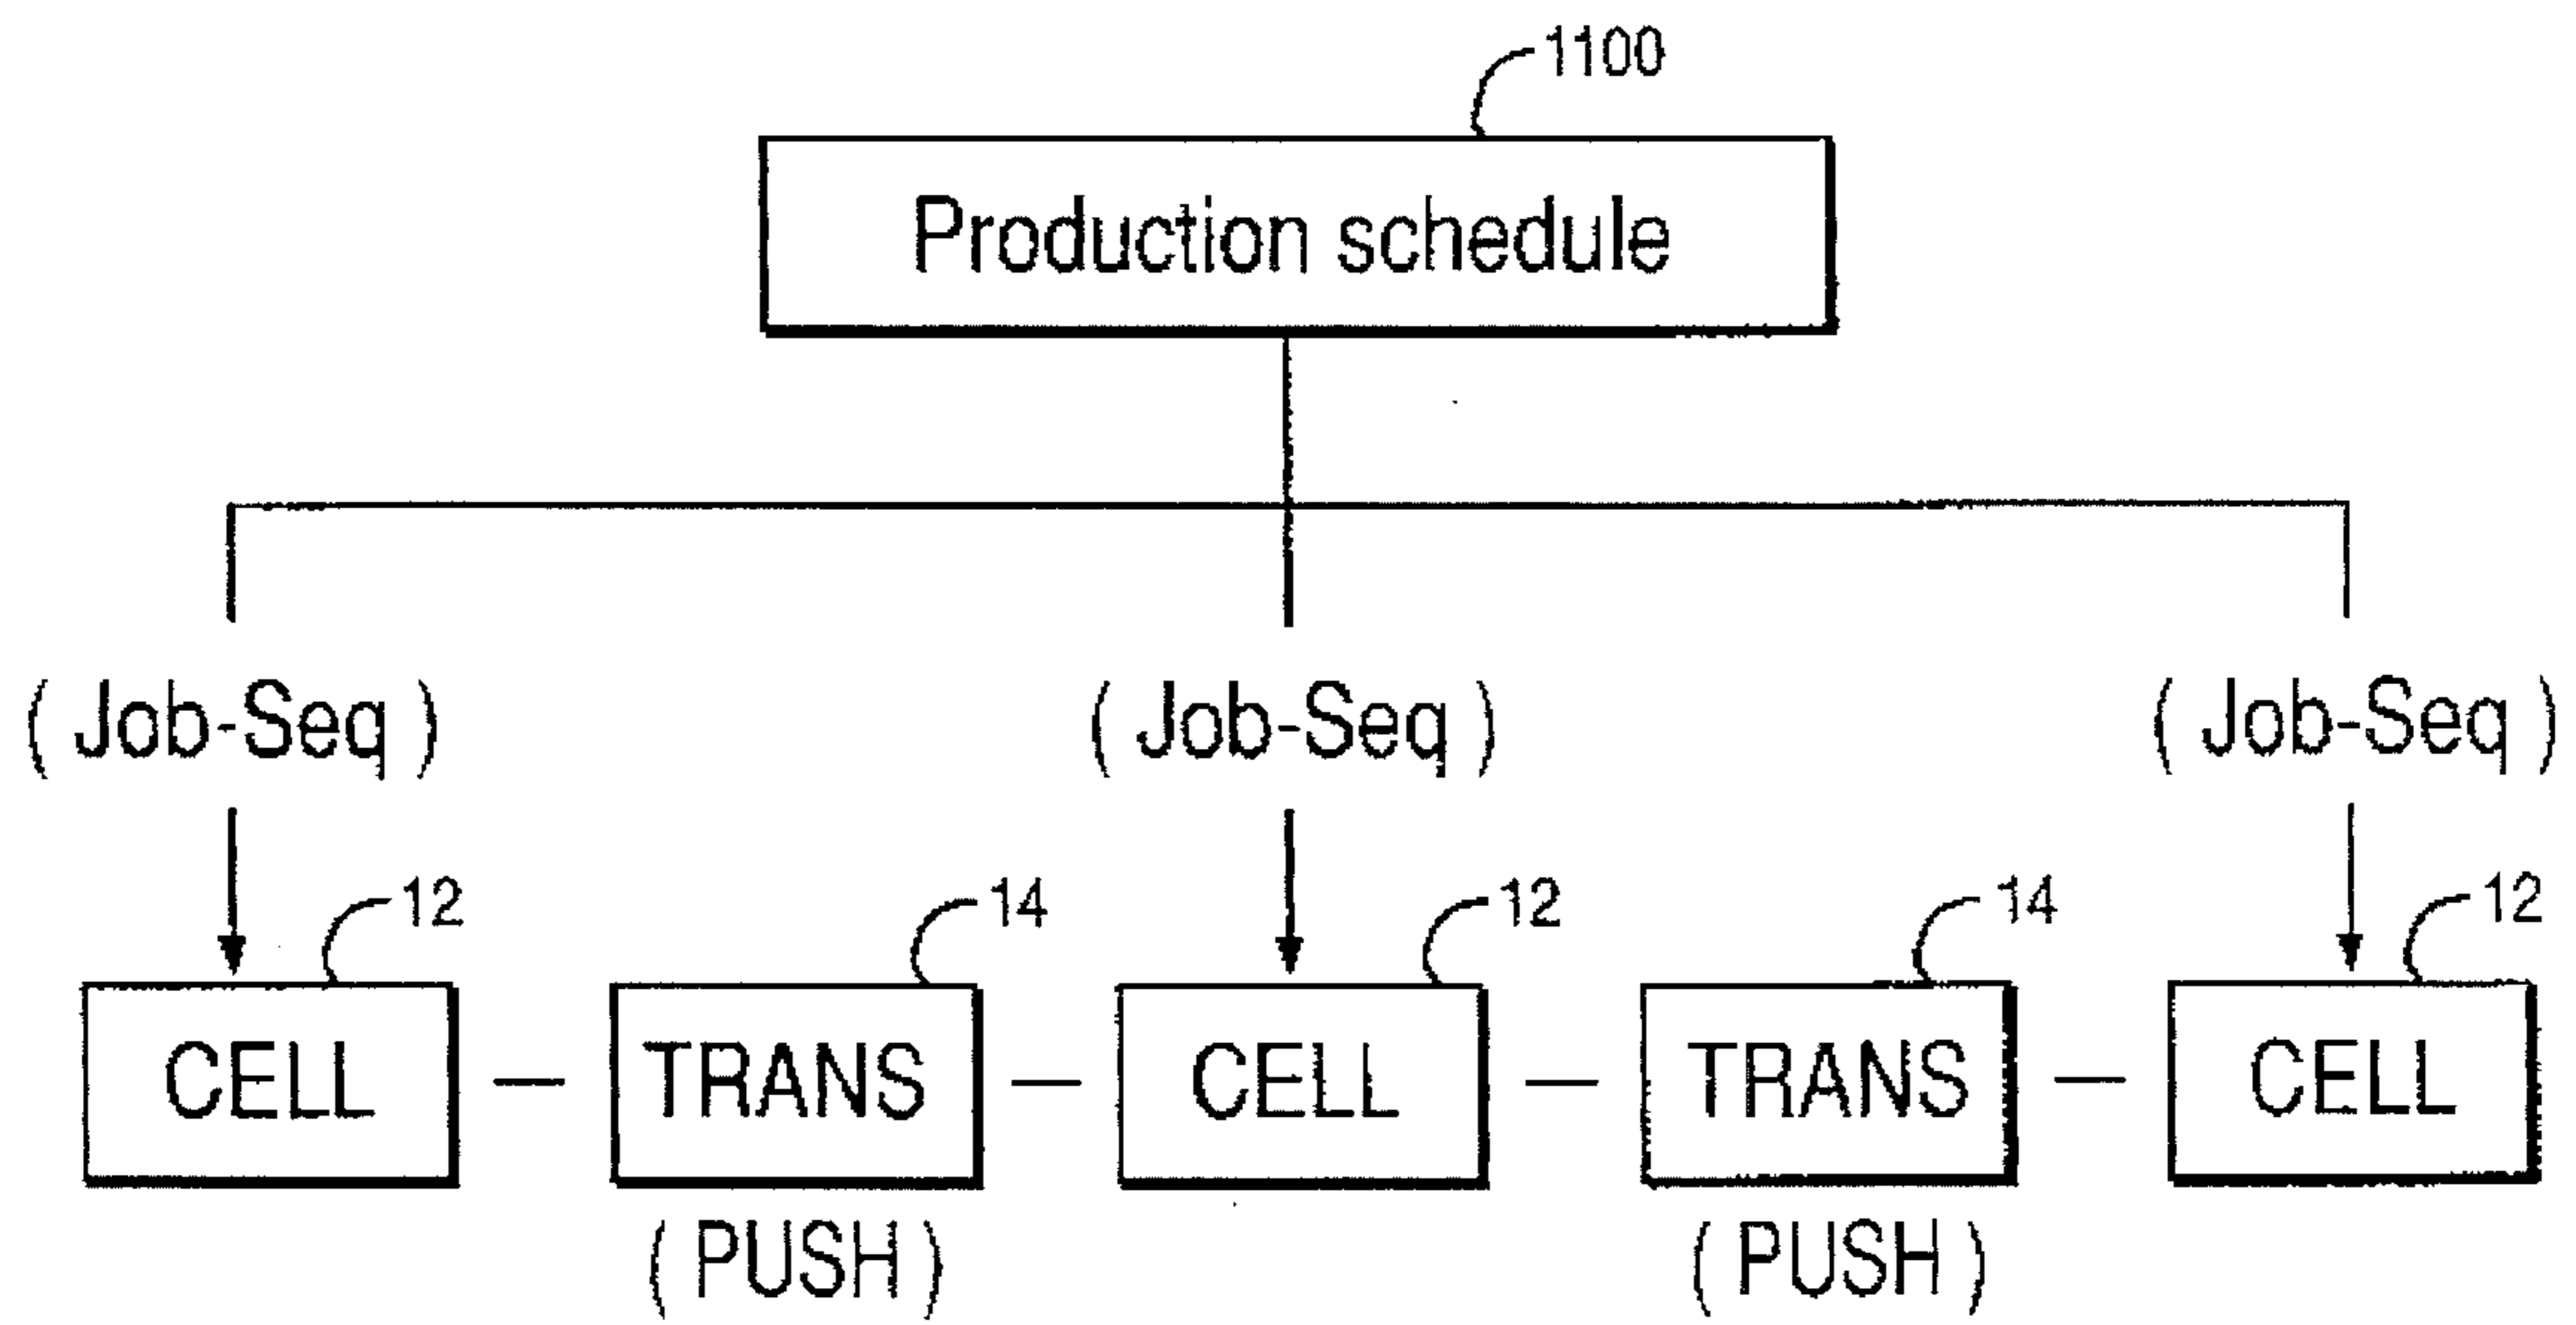 1100
Production schedule
( Job-Seq ) ( Job-Seq ) ( Job-Seq )
12 14 12 14 12
CELL — TRANS — CELL — TRANS — CELL
( PUSH ) ( PUSH )